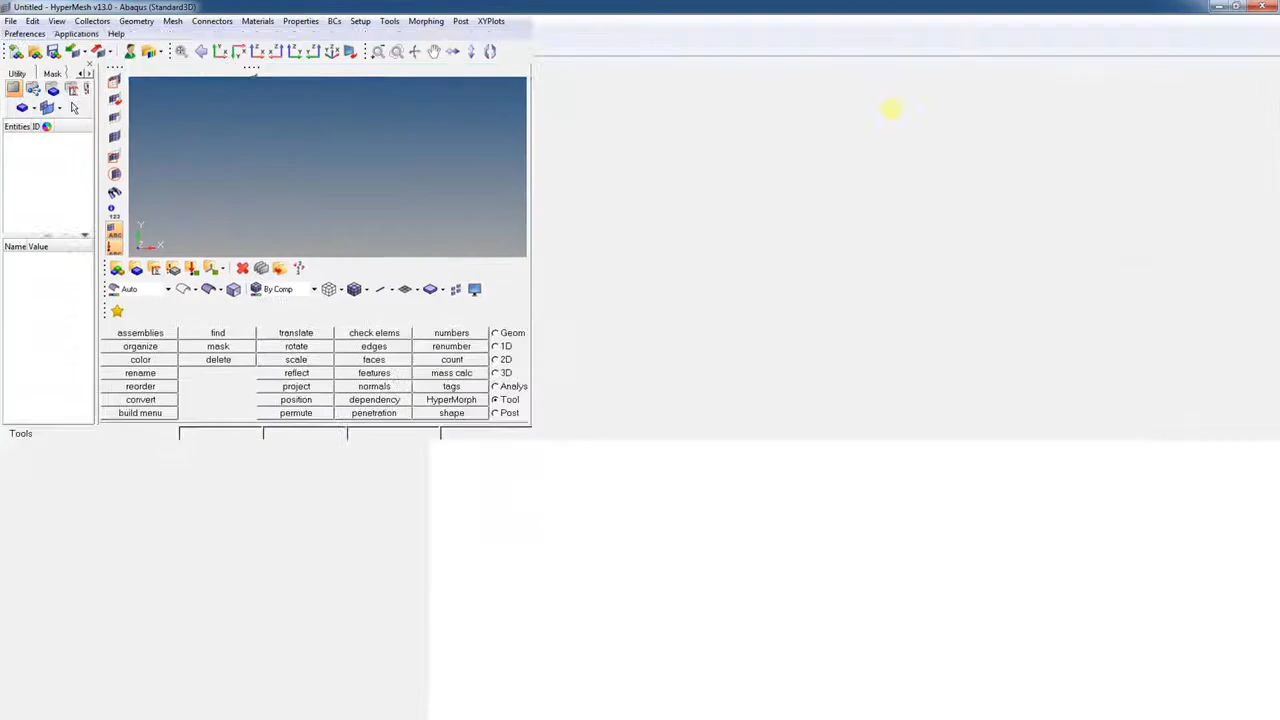 Untitled - HyperMesh v13.0 - Abaqus (Standard3D)
File Edit View Collectors Geometry Mesh Connectors Materials Properties BCs Setup Tools Morphing Post XYPlots
Preferences Applications Help
Utility Mask
Entities ID
Name Value
123
ABC
ABC
Y
Z X
Auto By Comp
assemblies find translate check elems numbers Geom
organize mask rotate edges renumber 1D
color delete scale faces count 2D
rename reflect features mass calc 3D
reorder project normals tags Analys
convert position dependency HyperMorph Tool
build menu permute penetration shape Post
Tools